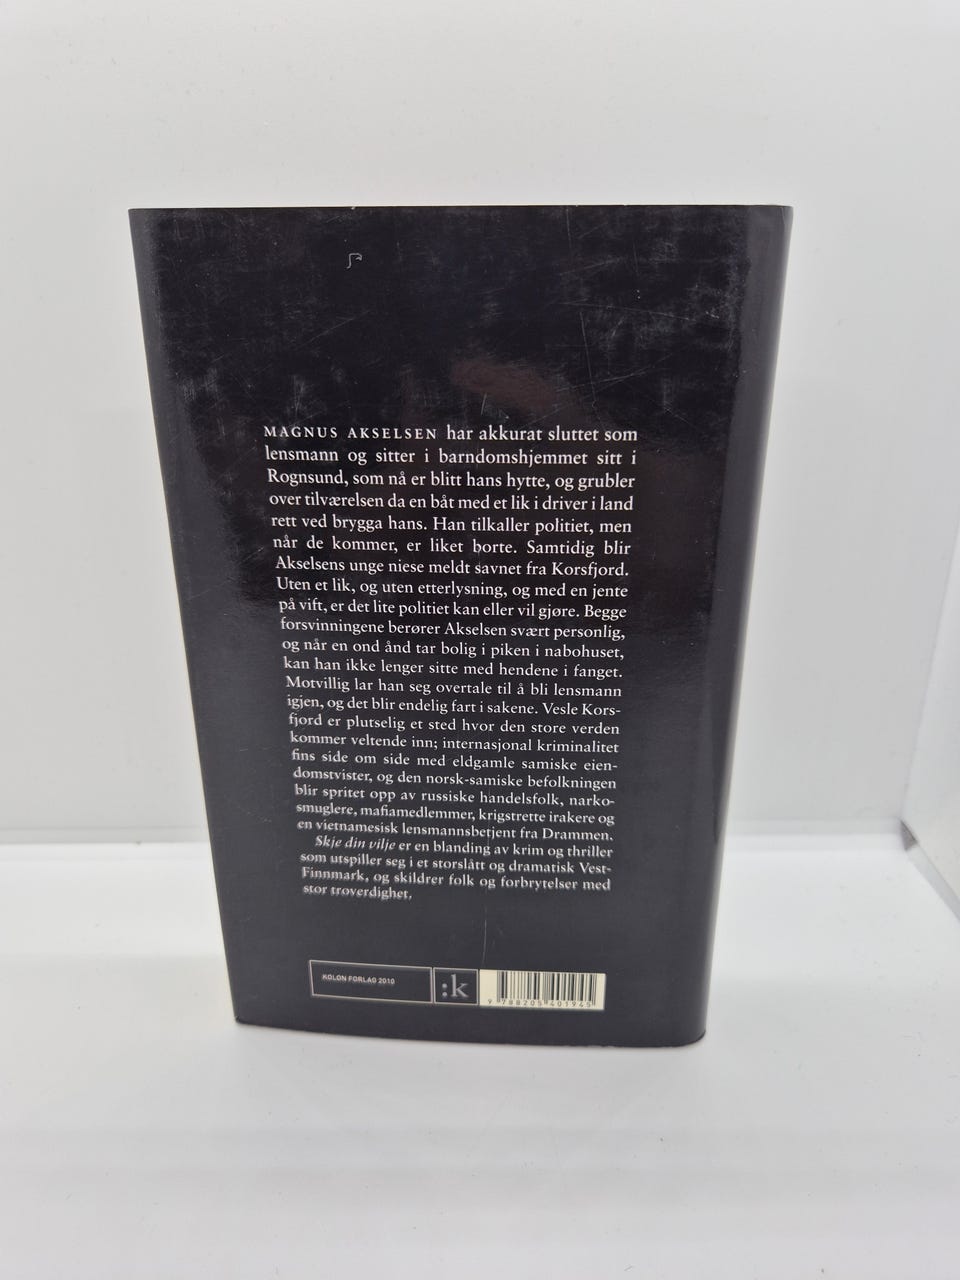 MAGNUS AKSELSEN har akkurat sluttet som
lensmann og sitter i barndomshjemmet sitt i
Rognsund, som nå er blitt hans hytte, og grubler
over tilværelsen da en båt med et lik i driver i land
rett ved brygga hans. Han tilkaller politiet, men
når de kommer, er liket borte. Samtidig blir
Akselsens unge niese meldt savnet fra Korsfjord.
Uten et lik, og uten etterlysning, og med en jente
på vift, er det lite politiet kan eller vil gjøre. Begge
forsvinningene berører Akselsen svært personlig,
og når en ond ånd tar bolig i piken i nabohuset,
kan han ikke lenger sitte med hendene i fanget.
Motvillig lar han seg overtale til å bli lensmann
igjen, og det blir endelig fart i sakene. Vesle Kors-
fjord er plutselig et sted hvor den store verden
kommer veltende inn; internasjonal kriminalitet
fins side om side med eldgamle samiske eien-
domstvister, og den norsk-samiske befolkningen
blir spritet opp av russiske handelsfolk, narko-
smuglere, mafiamedlemmer, krigstrette irakere og
en vietnamesisk lensmannsbetjent fra Drammen.
Skje din vilje er en blanding av krim og thriller
som utspiller seg i et storslått og dramatisk Vest-
Finnmark, og skildrer folk og forbrytelser med
stor troverdighet.
KOLON FORLAG 2010
:k
9 788205 401945